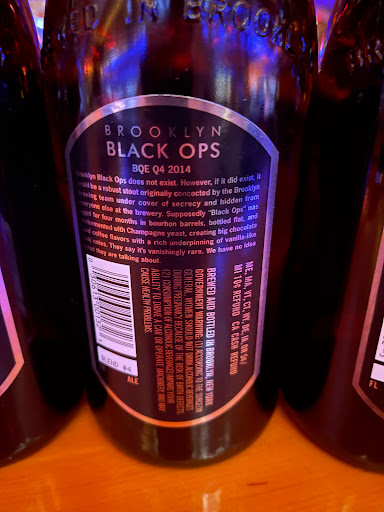 ED IN BROOK
BROOKLYN
BLACK OPS
BQE Q4 2014
Brooklyn Black Ops does not exist. However, if it did exist, it
would be a robust stout originally concocted by the Brooklyn
brewing team under cover of secrecy and hidden from
everyone else at the brewery. Supposedly "Black Ops" was
aged for four months in bourbon barrels, bottled flat, and
re-fermented with Champagne yeast, creating big chocolate
and coffee flavors with a rich underpinning of vanilla-like
oak notes. They say it's vanishingly rare. We have no idea
what they are talking about.
BLEND #4
ALE
CAUSE HEALTH PROBLEMS.
ABILITY TO DRIVE A CAR OR OPERATE MACHINERY, AND MAY
(2) CONSUMPTION OF ALCOHOLIC BEVERAGES IMPAIRS YOUR
DURING PREGNANCY BECAUSE OF THE RISK OF BIRTH DEFECTS.
GENERAL, WOMEN SHOULD NOT DRINK ALCOHOLIC BEVERAGES
GOVERNMENT WARNING: (1) ACCORDING TO THE SURGEON
BREWED AND BOTTLED IN BROOKLYN, NEW YORK
MI 10¢ REFUND CA CASH REFUND
ME, MA, VT, CT, NY, DE, IA, OR 5¢/
FL